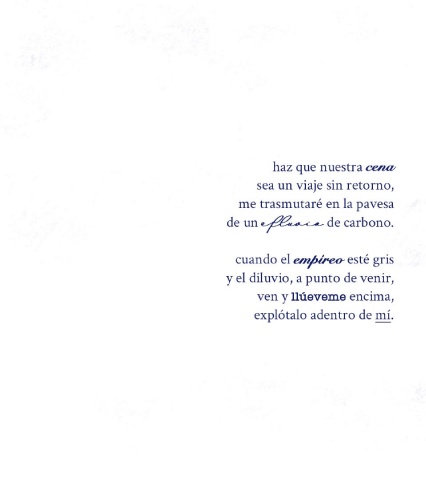 haz que nuestra cena
sea un viaje sin retorno,
me trasmutaré en la pavesa
de un efluvio de carbono.
cuando el empíreo esté gris
y el diluvio, a punto de venir,
ven y llúeveme encima,
explótalo adentro de mí.